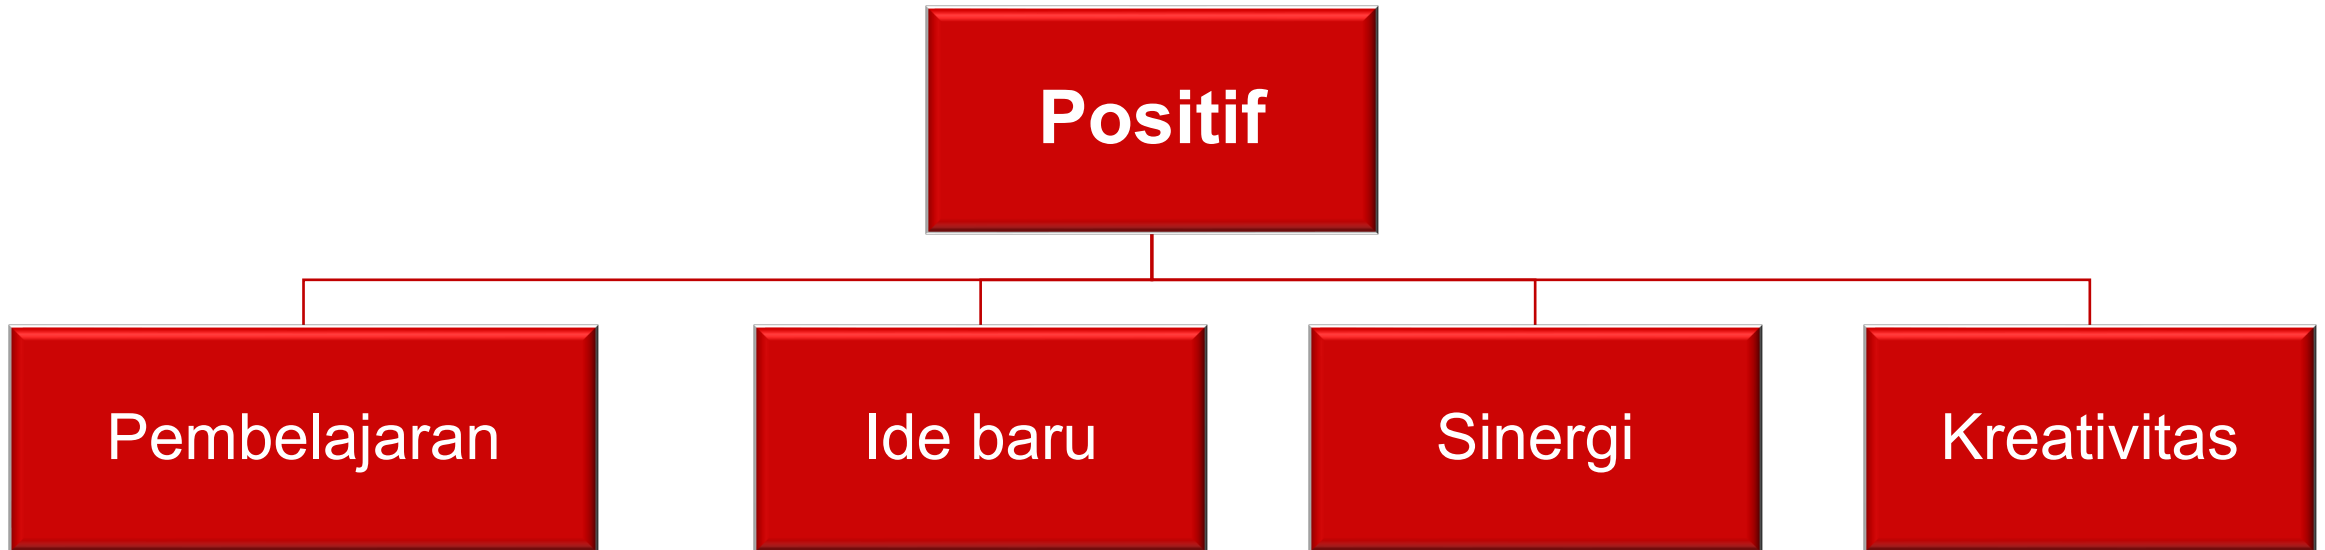 Positif
Pembelajaran
Ide baru
Sinergi
Kreativitas